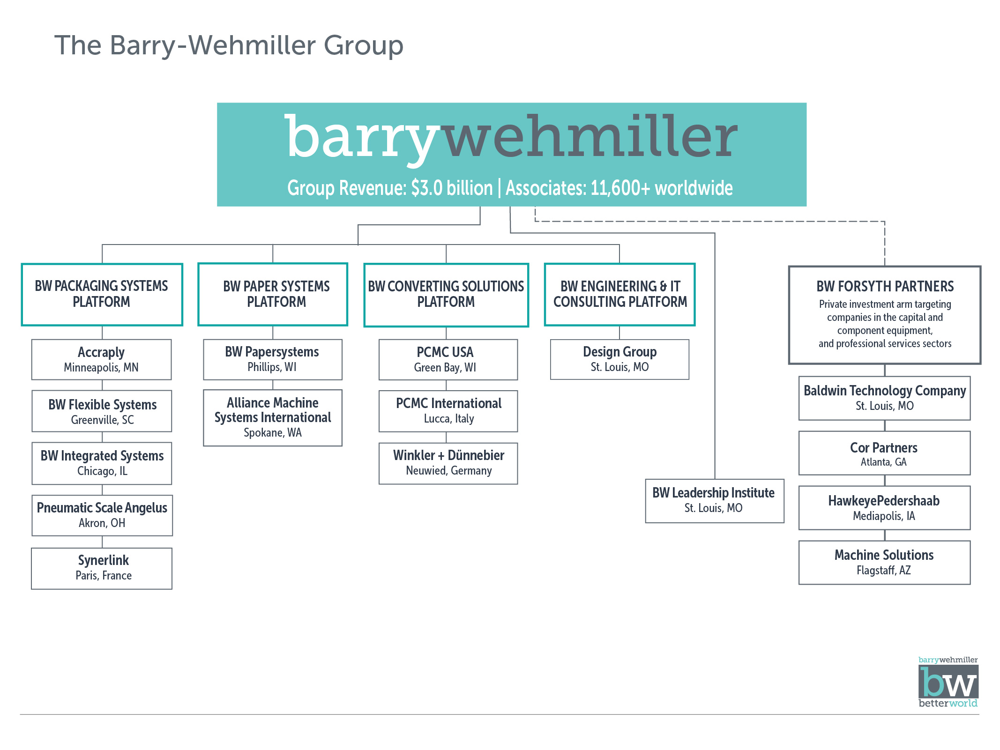 The Barry-Wehmiller Group
barrywehmiller
Group Revenue: $3.0 billion | Associates: 11,600+ worldwide
BW PACKAGING SYSTEMS
PLATFORM
Accraply
Minneapolis, MN
BW Flexible Systems
Greenville, SC
BW Integrated Systems
Chicago, IL
Pneumatic Scale Angelus
Akron, OH
Synerlink
Paris, France
BW PAPER SYSTEMS
PLATFORM
BW Papersystems
Phillips, WI
Alliance Machine
Systems International
Spokane, WA
BW CONVERTING SOLUTIONS
PLATFORM
PCMC USA
Green Bay, WI
PCMC International
Lucca, Italy
Winkler + Dünnebier
Neuwied, Germany
BW ENGINEERING & IT
CONSULTING PLATFORM
Design Group
St. Louis, MO
BW Leadership Institute
St. Louis, MO
BW FORSYTH PARTNERS
Private investment arm targeting
companies in the capital and
component equipment,
and professional services sectors
Baldwin Technology Company
St. Louis, MO
Cor Partners
Atlanta, GA
HawkeyePedershaab
Mediapolis, IA
Machine Solutions
Flagstaff, AZ
barrywehmiller
bw
betterworld